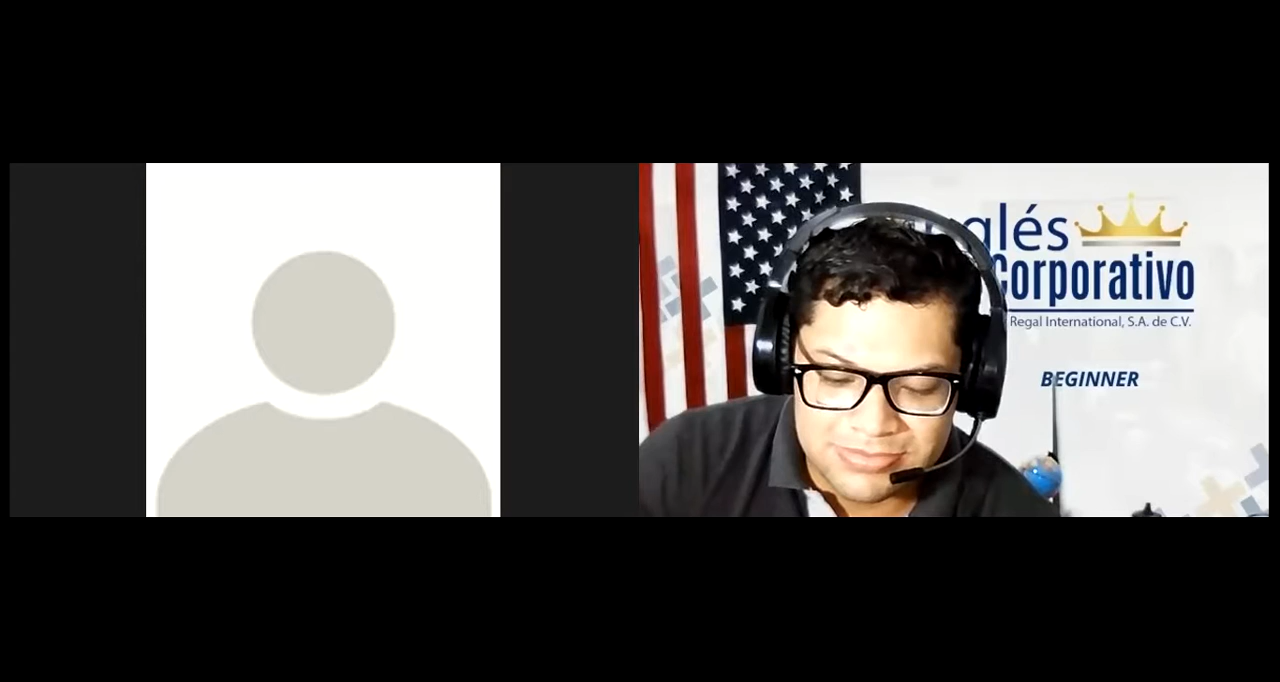 glés
Corporativo
Regal International, S.A. de C.V.
BEGINNER